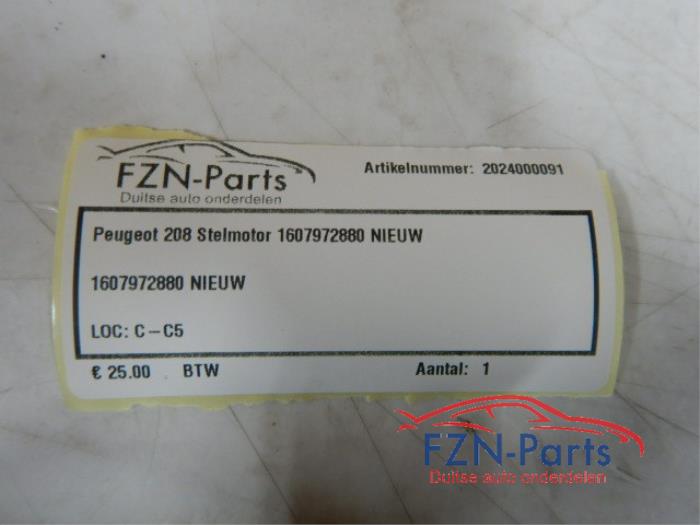 FZN-Parts
Duitse auto onderdelen
Artikelnummer: 2024000091
Peugeot 208 Stelmotor 1607972880 NIEUW
1607972880 NIEUW
LOC: C - C5
€ 25.00 BTW
Aantal: 1
FZN-Parts
Duitse auto onderdelen